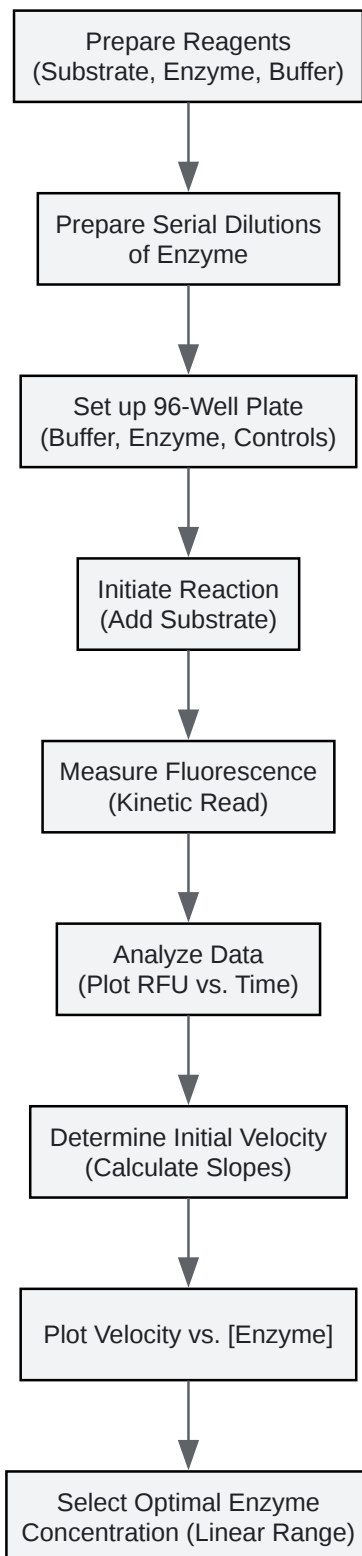 Prepare Reagents
(Substrate, Enzyme, Buffer)
Prepare Serial Dilutions
of Enzyme
Set up 96-Well Plate
(Buffer, Enzyme, Controls)
Initiate Reaction
(Add Substrate)
Measure Fluorescence
(Kinetic Read)
Analyze Data
(Plot RFU vs. Time)
Determine Initial Velocity
(Calculate Slopes)
Plot Velocity vs. [Enzyme]
Select Optimal Enzyme
Concentration (Linear Range)